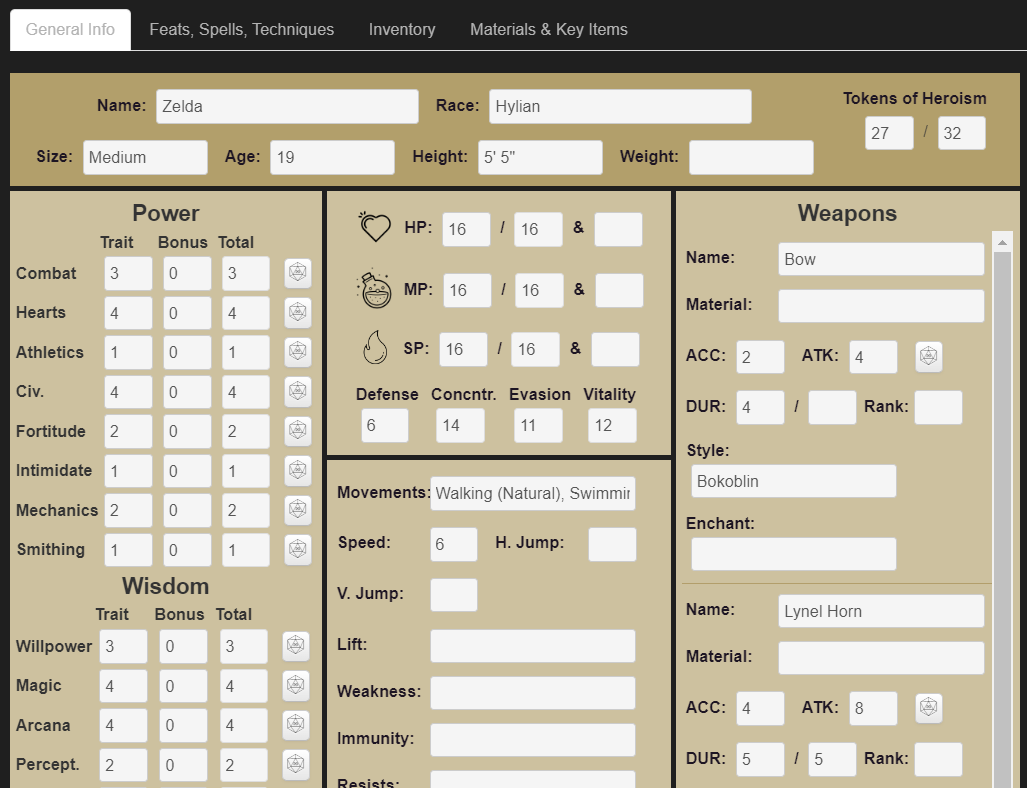 General Info Feats, Spells, Techniques Inventory Materials & Key Items
Name: Zelda Race: Hylian Tokens of Heroism
27 / 32
Size: Medium Age: 19 Height: 5' 5" Weight:
Power
Trait Bonus Total
Combat 3 0 3
Hearts 4 0 4
Athletics 1 0 1
Civ. 4 0 4
Fortitude 2 0 2
Intimidate 1 0 1
Mechanics 2 0 2
Smithing 1 0 1
Wisdom
Trait Bonus Total
Willpower 3 0 3
Magic 4 0 4
Arcana 4 0 4
Percept. 2 0 2
HP: 16 / 16 &
MP: 16 / 16 &
SP: 16 / 16 &
Defense Concntr. Evasion Vitality
6 14 11 12
Movements: Walking (Natural), Swimmin
Speed: 6 H. Jump:
V. Jump:
Lift:
Weakness:
Immunity:
Resists:
Weapons
Name: Bow
Material:
ACC: 2 ATK: 4
DUR: 4 / Rank:
Style:
Bokoblin
Enchant:
Name: Lynel Horn
Material:
ACC: 4 ATK: 8
DUR: 5 / 5 Rank: